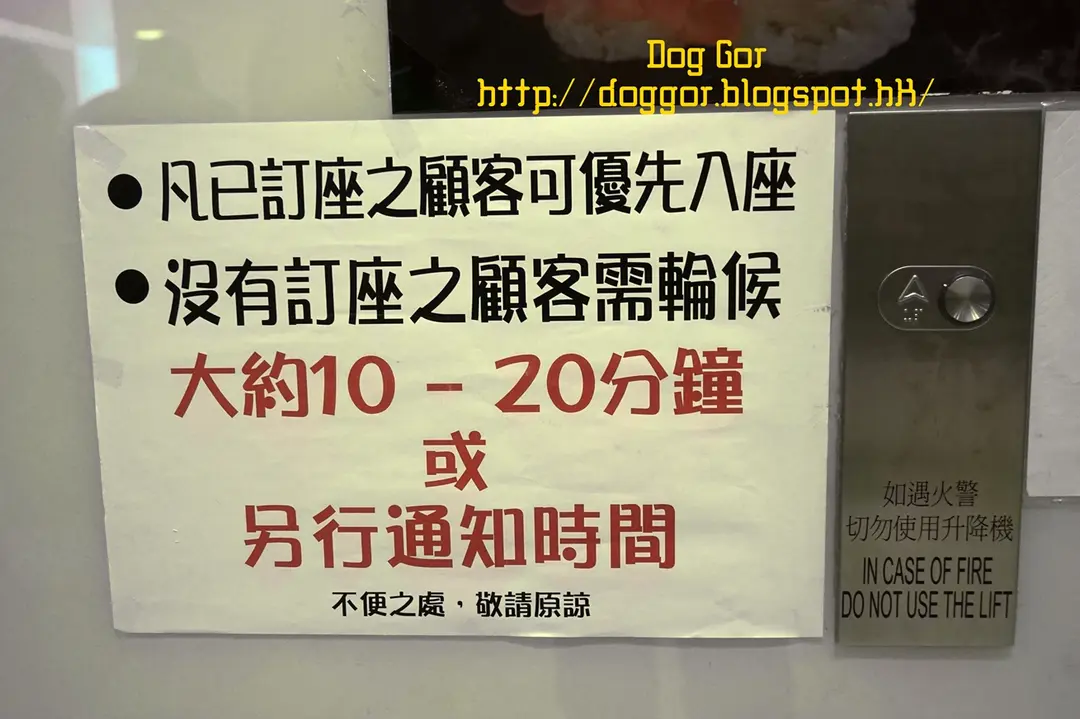 Dog Gor
http://doggor.blogspot.hk/
● 凡已訂座之顧客可優先入座
● 沒有訂座之顧客需輪候
大約10 - 20分鐘
或
另行通知時間
不便之處，敬請原諒
如遇火警
切勿使用升降機
IN CASE OF FIRE
DO NOT USE THE LIFT